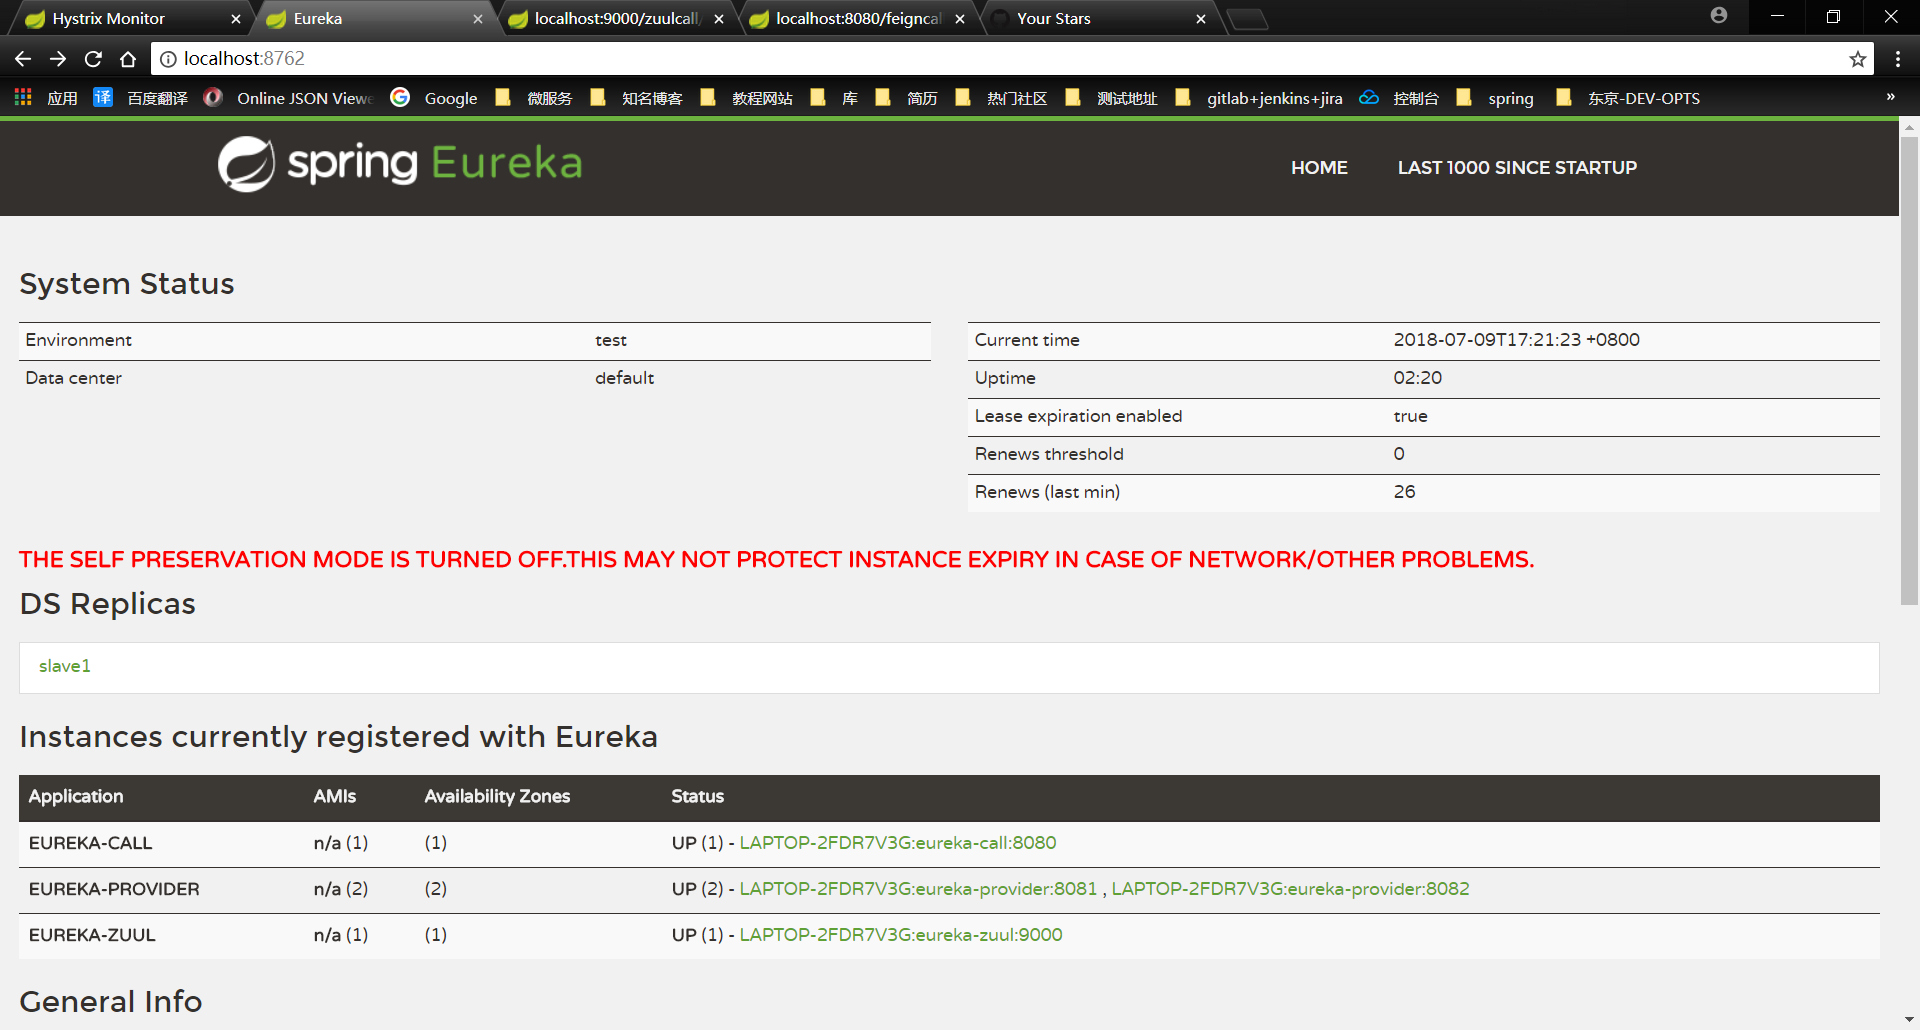 Hystrix Monitor
Eureka
localhost:9000/zuulcall/
localhost:8080/feigncal
Your Stars
localhost:8762
应用
译
百度翻译
Online JSON Viewe
Google
微服务
知名博客
教程网站
库
简历
热门社区
测试地址
gitlab+jenkins+jira
控制台
spring
东京-DEV-OPTS
»
spring Eureka
HOME
LAST 1000 SINCE STARTUP
System Status
Environment test
Data center default
Current time 2018-07-09T17:21:23 +0800
Uptime 02:20
Lease expiration enabled true
Renews threshold 0
Renews (last min) 26
THE SELF PRESERVATION MODE IS TURNED OFF.THIS MAY NOT PROTECT INSTANCE EXPIRY IN CASE OF NETWORK/OTHER PROBLEMS.
DS Replicas
slave1
Instances currently registered with Eureka
Application AMIs Availability Zones Status
EUREKA-CALL n/a (1) (1) UP (1) - LAPTOP-2FDR7V3G:eureka-call:8080
EUREKA-PROVIDER n/a (2) (2) UP (2) - LAPTOP-2FDR7V3G:eureka-provider:8081 , LAPTOP-2FDR7V3G:eureka-provider:8082
EUREKA-ZUUL n/a (1) (1) UP (1) - LAPTOP-2FDR7V3G:eureka-zuul:9000
General Info